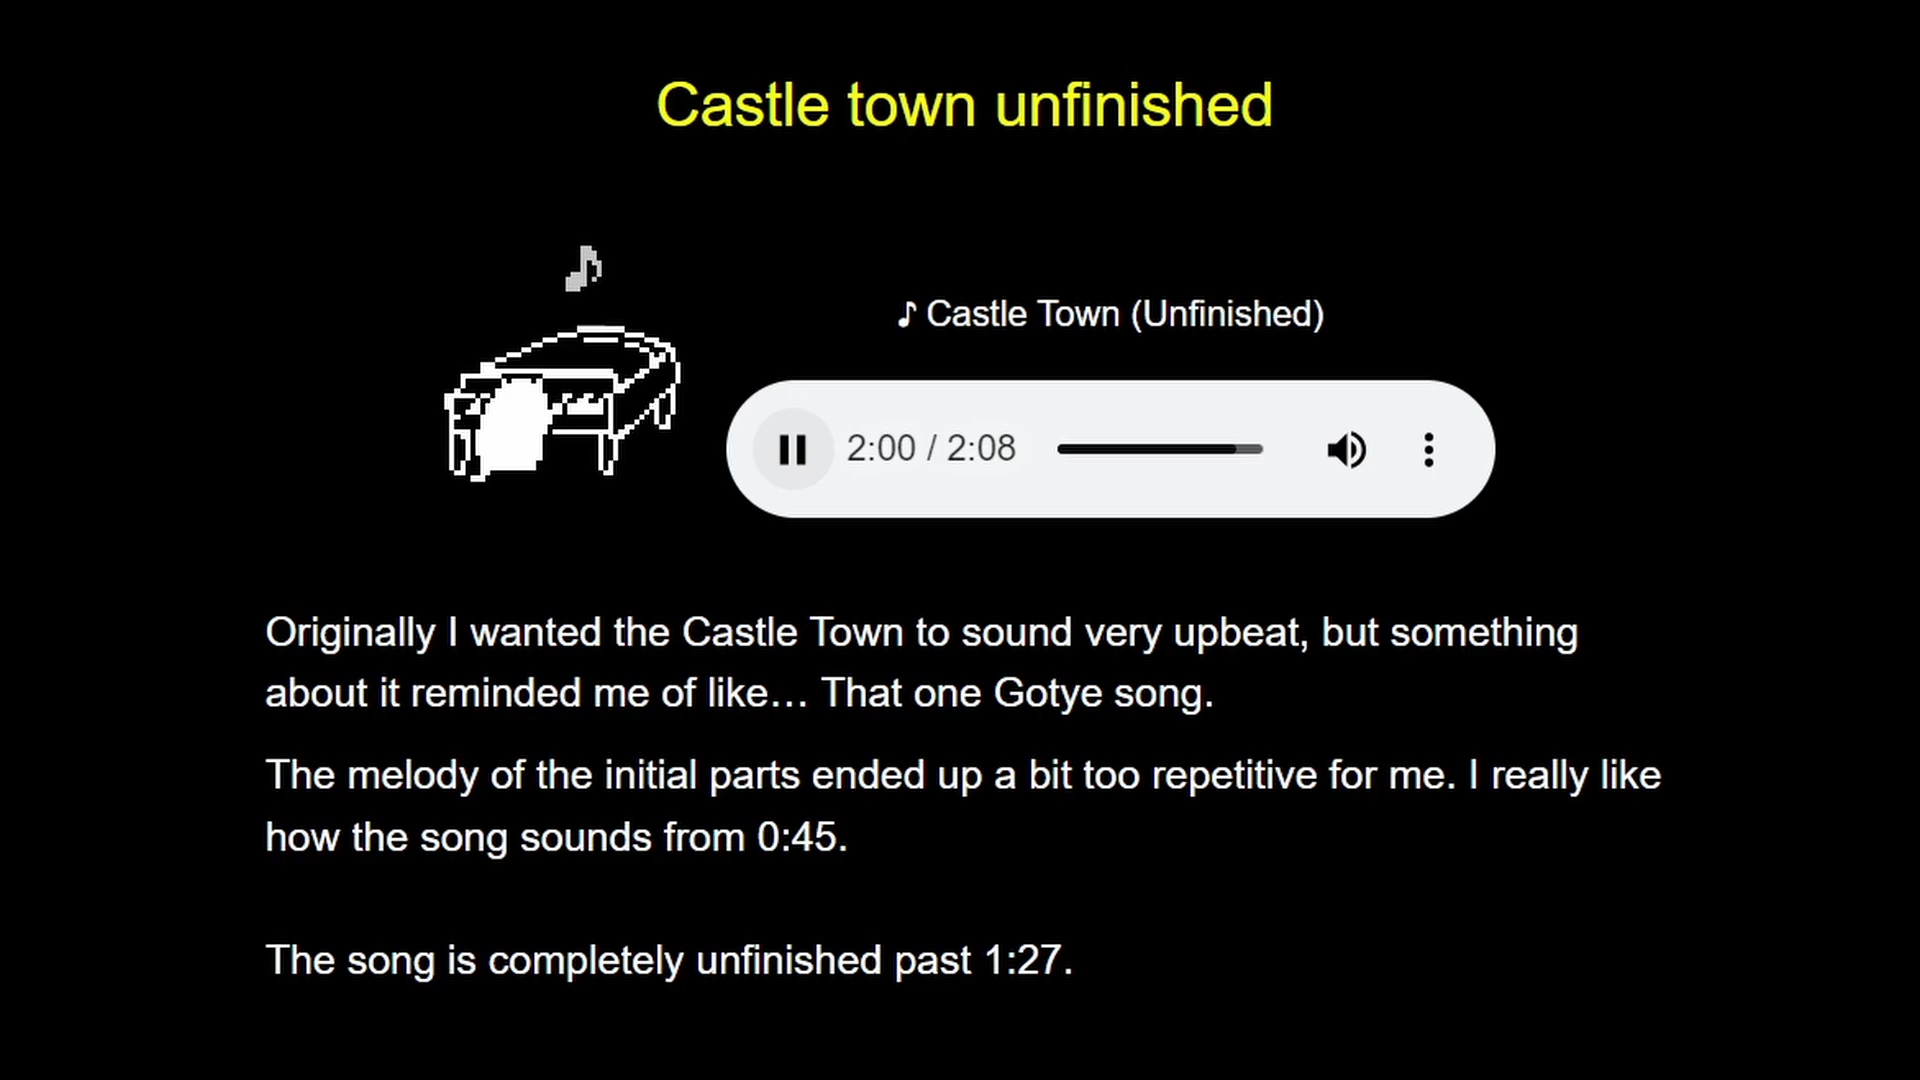 Castle town unfinished
♪ Castle Town (Unfinished)
2:00 / 2:08
Originally I wanted the Castle Town to sound very upbeat, but something
about it reminded me of like… That one Gotye song.
The melody of the initial parts ended up a bit too repetitive for me. I really like
how the song sounds from 0:45.
The song is completely unfinished past 1:27.